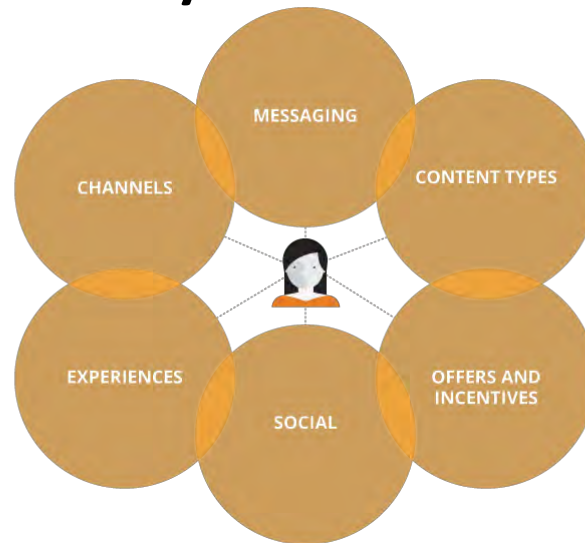 MESSAGING
CHANNELS
CONTENT TYPES
EXPERIENCES
OFFERS AND
INCENTIVES
SOCIAL